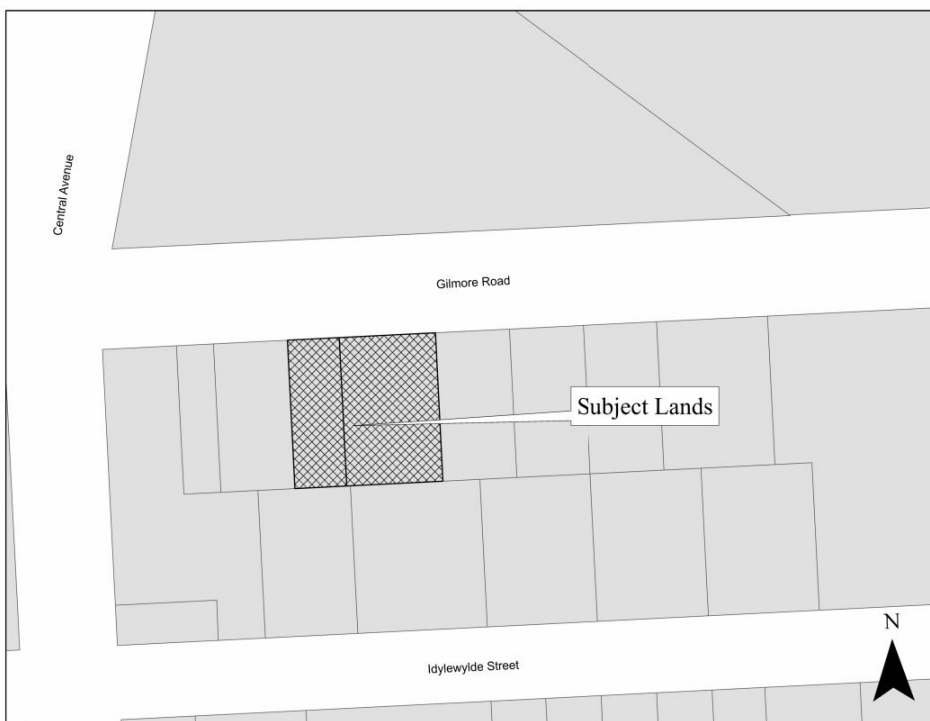 Central Avenue
Gilmore Road
Subject Lands
N
Idylewylde Street